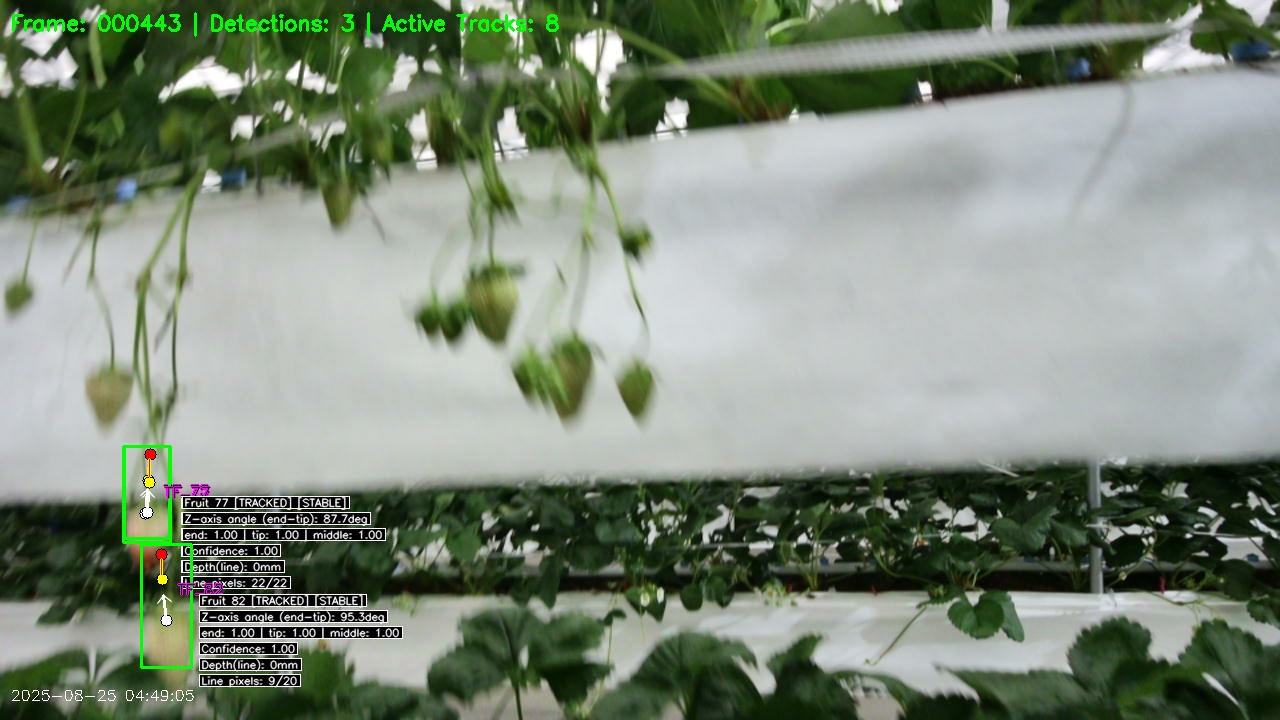 Frame: 000443 | Detections: 3 | Active Tracks: 8
TF_77
Fruit 77 [TRACKED] [STABLE]
Z-axis angle (end-tip): 87.7deg
end: 1.00 | tip: 1.00 | middle: 1.00
Confidence: 1.00
Depth(line): 0mm
Line pixels: 22/22
TF_82
Fruit 82 [TRACKED] [STABLE]
Z-axis angle (end-tip): 95.3deg
end: 1.00 | tip: 1.00 | middle: 1.00
Confidence: 1.00
Depth(line): 0mm
Line pixels: 9/20
2025-08-25 04:49:05